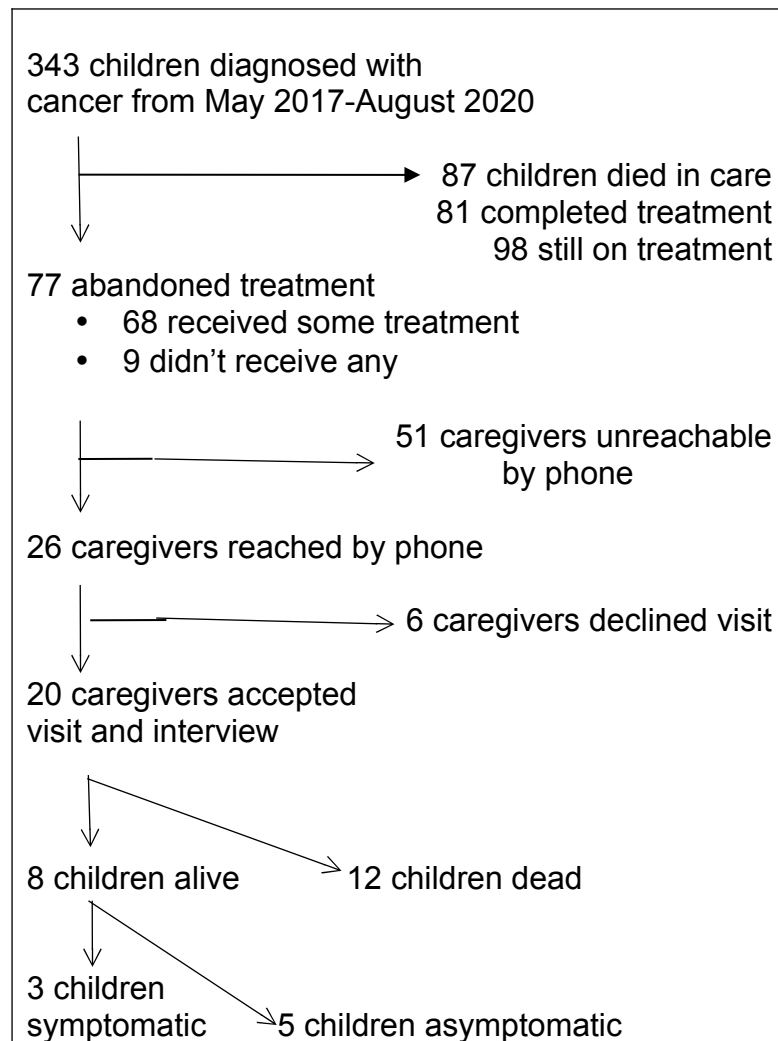 343 children diagnosed with
cancer from May 2017-August 2020
87 children died in care
81 completed treatment
98 still on treatment
77 abandoned treatment
• 68 received some treatment
• 9 didn’t receive any
51 caregivers unreachable
by phone
26 caregivers reached by phone
6 caregivers declined visit
20 caregivers accepted
visit and interview
8 children alive
12 children dead
3 children
symptomatic
5 children asymptomatic